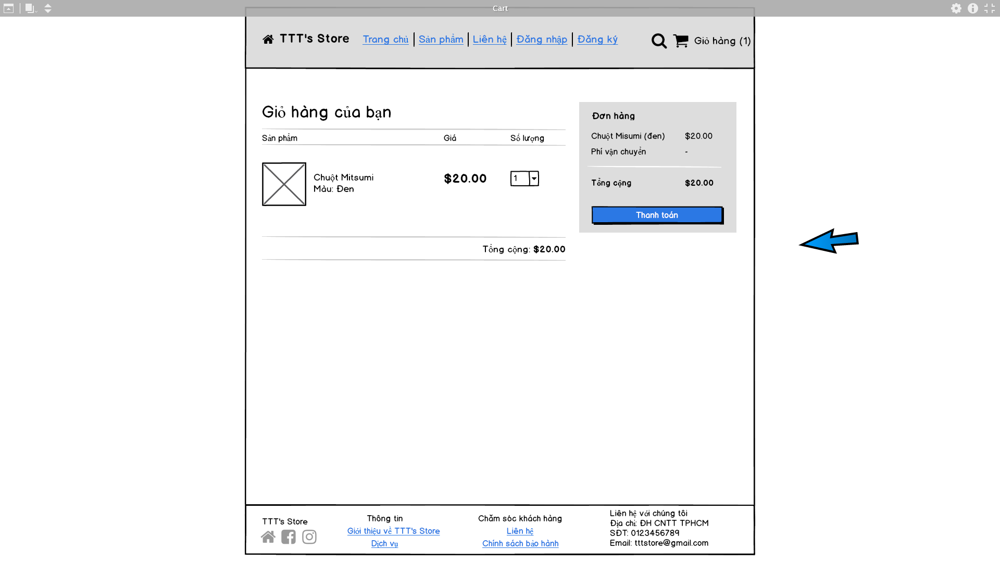 Cart
TTT's Store Trang chủ Sản phẩm Liên hệ Đăng nhập Đăng ký Giỏ hàng (1)
Giỏ hàng của bạn
Sản phẩm Giá Số lượng
Chuột Mitsumi
Màu: Đen
$20.00 1
Tổng cộng: $20.00
Đơn hàng
Chuột Misumi (đen) $20.00
Phí vận chuyển -
Tổng cộng $20.00
Thanh toán
TTT's Store
Thông tin
Giới thiệu về TTT's Store
Dịch vụ
Chăm sóc khách hàng
Liên hệ
Chính sách bảo hành
Liên hệ với chúng tôi
Địa chỉ: ĐH CNTT TPHCM
SĐT: 0123456789
Email: tttstore@gmail.com